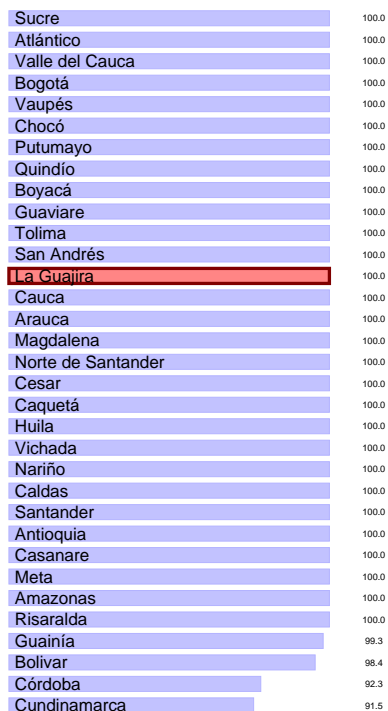 Sucre 100.0
Atlántico 100.0
Valle del Cauca 100.0
Bogotá 100.0
Vaupés 100.0
Chocó 100.0
Putumayo 100.0
Quindío 100.0
Boyacá 100.0
Guaviare 100.0
Tolima 100.0
San Andrés 100.0
La Guajira 100.0
Cauca 100.0
Arauca 100.0
Magdalena 100.0
Norte de Santander 100.0
Cesar 100.0
Caquetá 100.0
Huila 100.0
Vichada 100.0
Nariño 100.0
Caldas 100.0
Santander 100.0
Antioquia 100.0
Casanare 100.0
Meta 100.0
Amazonas 100.0
Risaralda 100.0
Guainía 99.3
Bolivar 98.4
Córdoba 92.3
Cundinamarca 91.5